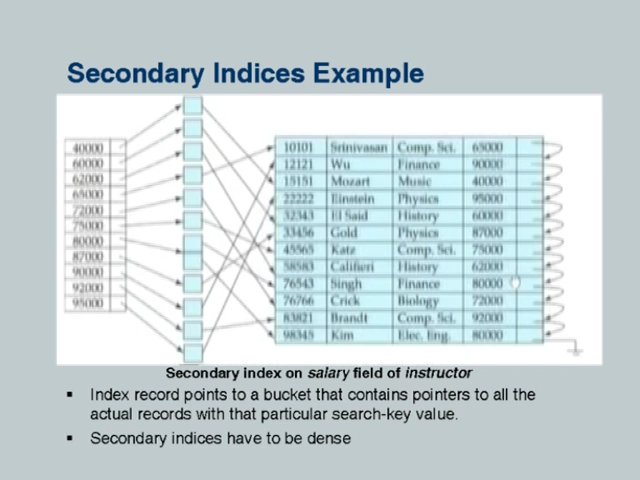 Secondary Indices Example
40000
60000
62000
65000
72000
75000
80000
87000
90000
92000
95000
10101 Srinivasan Comp. Sci. 65000
12121 Wu Finance 90000
15151 Mozart Music 40000
22222 Einstein Physics 95000
32343 El Said History 60000
33456 Gold Physics 87000
45565 Katz Comp. Sci. 75000
58583 Califieri History 62000
76543 Singh Finance 80000
76766 Crick Biology 72000
83821 Brandt Comp. Sci. 92000
98345 Kim Elec. Eng. 80000
Secondary index on salary field of instructor
▪ Index record points to a bucket that contains pointers to all the
actual records with that particular search-key value.
▪ Secondary indices have to be dense